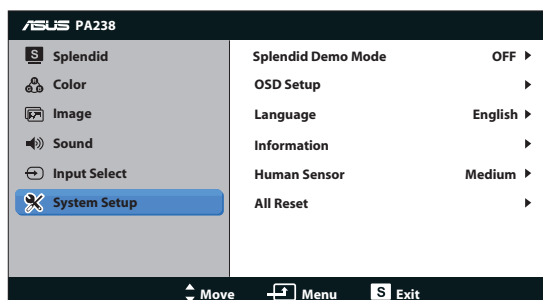 ASUS PA238
S Splendid
Color
Image
Sound
Input Select
System Setup
Splendid Demo Mode OFF
OSD Setup
Language English
Information
Human Sensor Medium
All Reset
Move Menu S Exit